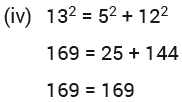 (iv) 13² = 5² + 12²
169 = 25 + 144
169 = 169